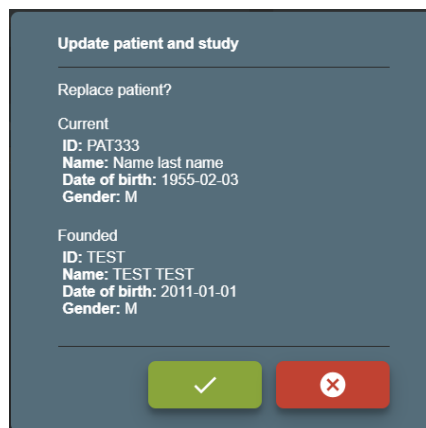 Update patient and study
Replace patient?
Current
ID: PAT333
Name: Name last name
Date of birth: 1955-02-03
Gender: M
Founded
ID: TEST
Name: TEST TEST
Date of birth: 2011-01-01
Gender: M